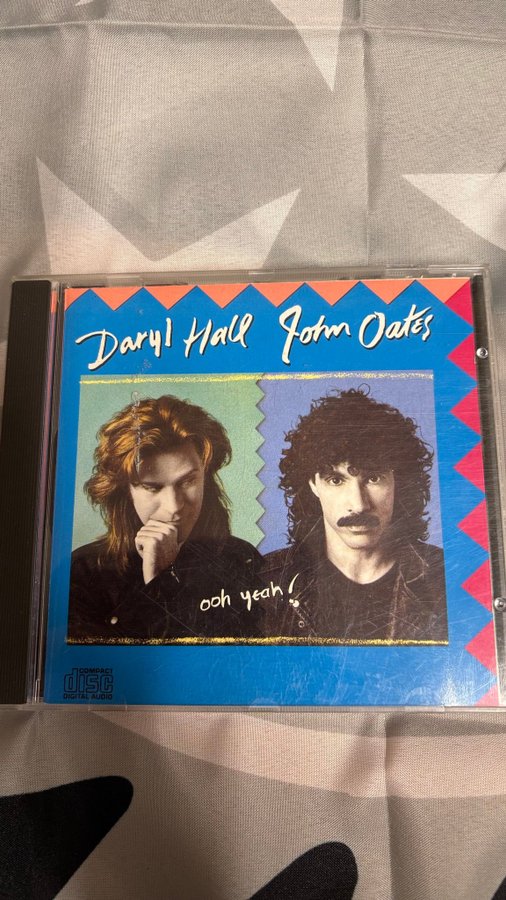 Daryl Hall John Oates
ooh yeah!
COMPACT
disc
DIGITAL AUDIO